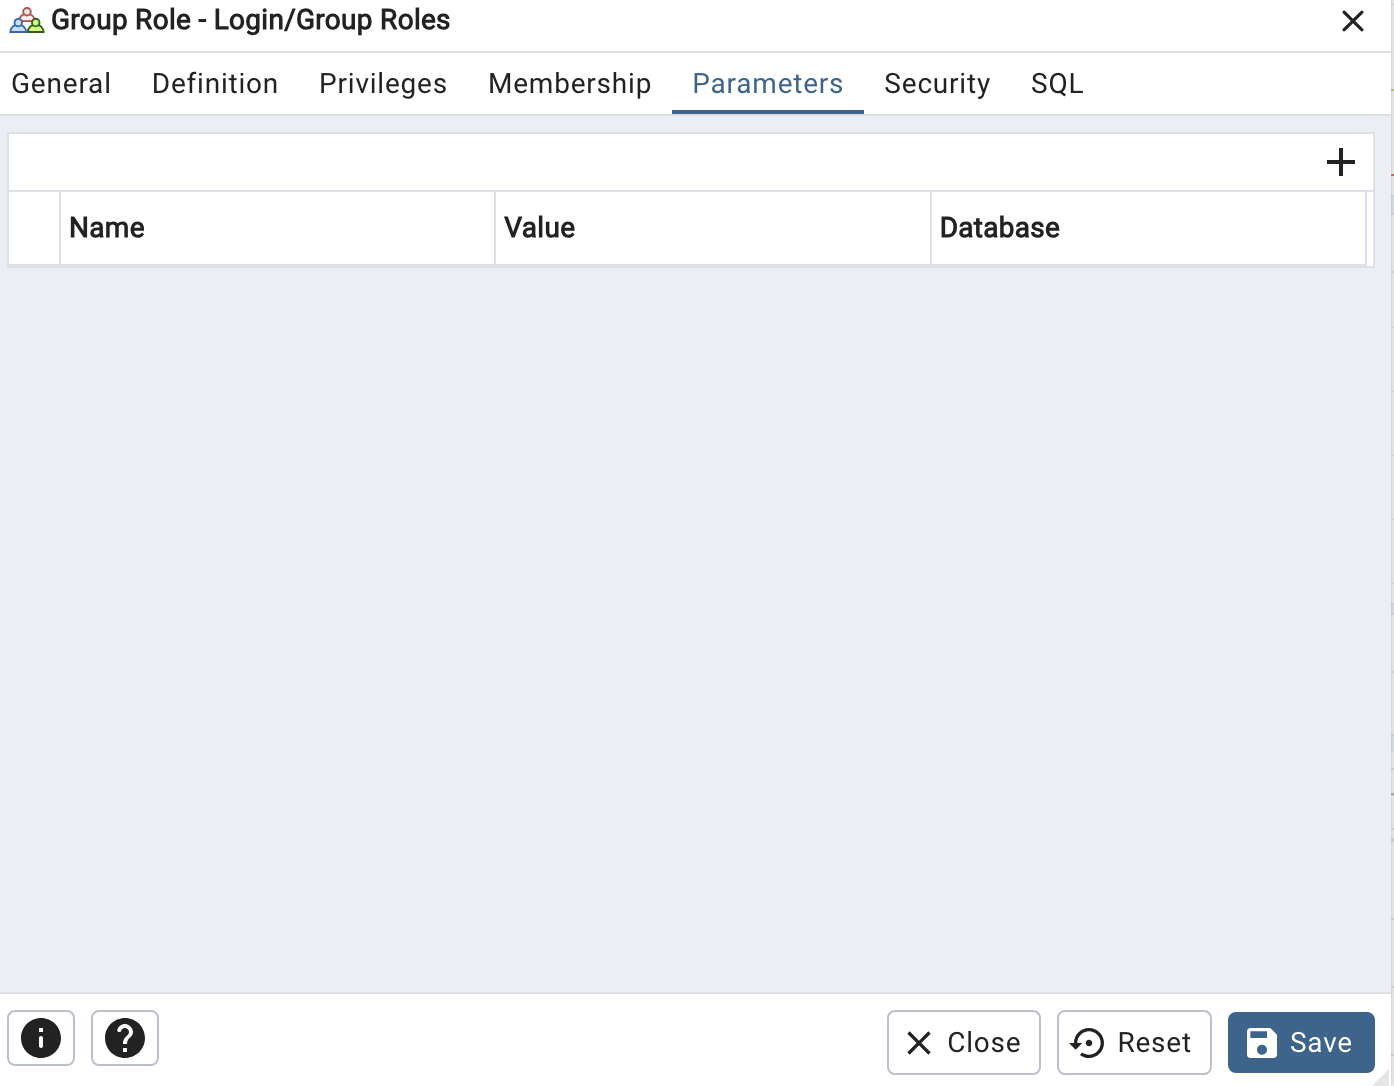 Group Role - Login/Group Roles
General Definition Privileges Membership Parameters Security SQL
Name Value Database
Close Reset Save